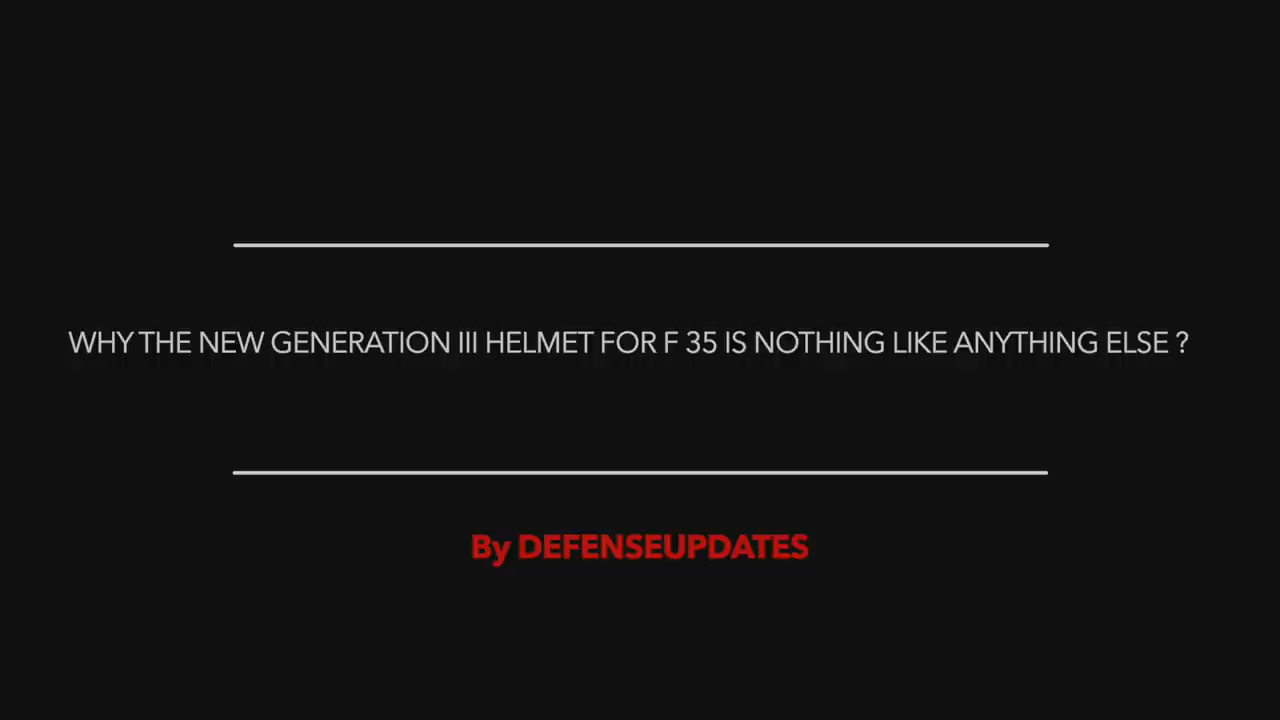 WHY THE NEW GENERATION III HELMET FOR F 35 IS NOTHING LIKE ANYTHING ELSE ?
By DEFENSEUPDATES